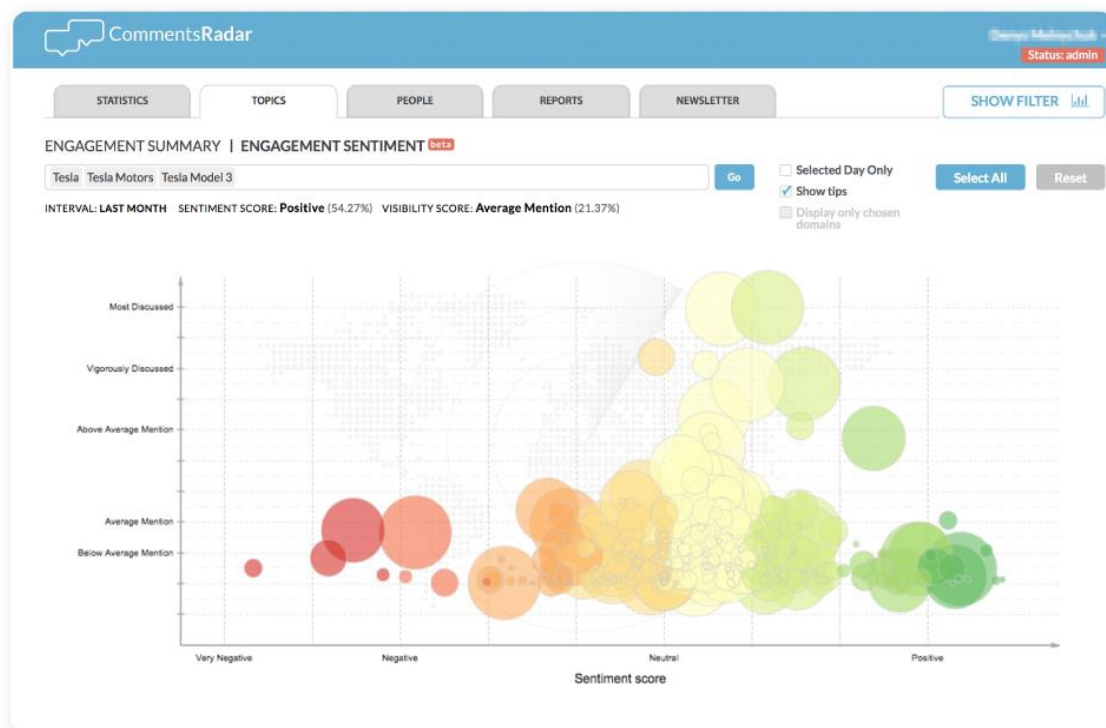 CommentsRadar
Status: admin
STATISTICS
TOPICS
PEOPLE
REPORTS
NEWSLETTER
SHOW FILTER
ENGAGEMENT SUMMARY | ENGAGEMENT SENTIMENT beta
Tesla Tesla Motors Tesla Model 3
Go
Selected Day Only
Show tips
Display only chosen
domains
Select All
Reset
INTERVAL: LAST MONTH SENTIMENT SCORE: Positive (54.27%) VISIBILITY SCORE: Average Mention (21.37%)
Most Discussed
Vigorously Discussed
Above Average Mention
Average Mention
Below Average Mention
Very Negative
Negative
Neutral
Positive
Sentiment score